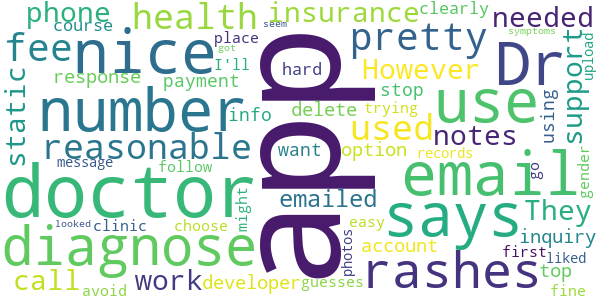 phone
health
insurance
clearly
needed
course
fee
nice
place
I'll
pretty
Dr
response
payment
However
hard
stop
seem
got
symptoms
upload
support
static
number
info
delete
trying
use
using
reasonable
used
notes
want
option
records
message
follow
doctor
app
emailed
email
go
gender
looked
clinic
choose
might
easy
says
They
diagnose
photos
account
first
liked
inquiry
call
work
developer
guesses
rashes
top
avoid
fine